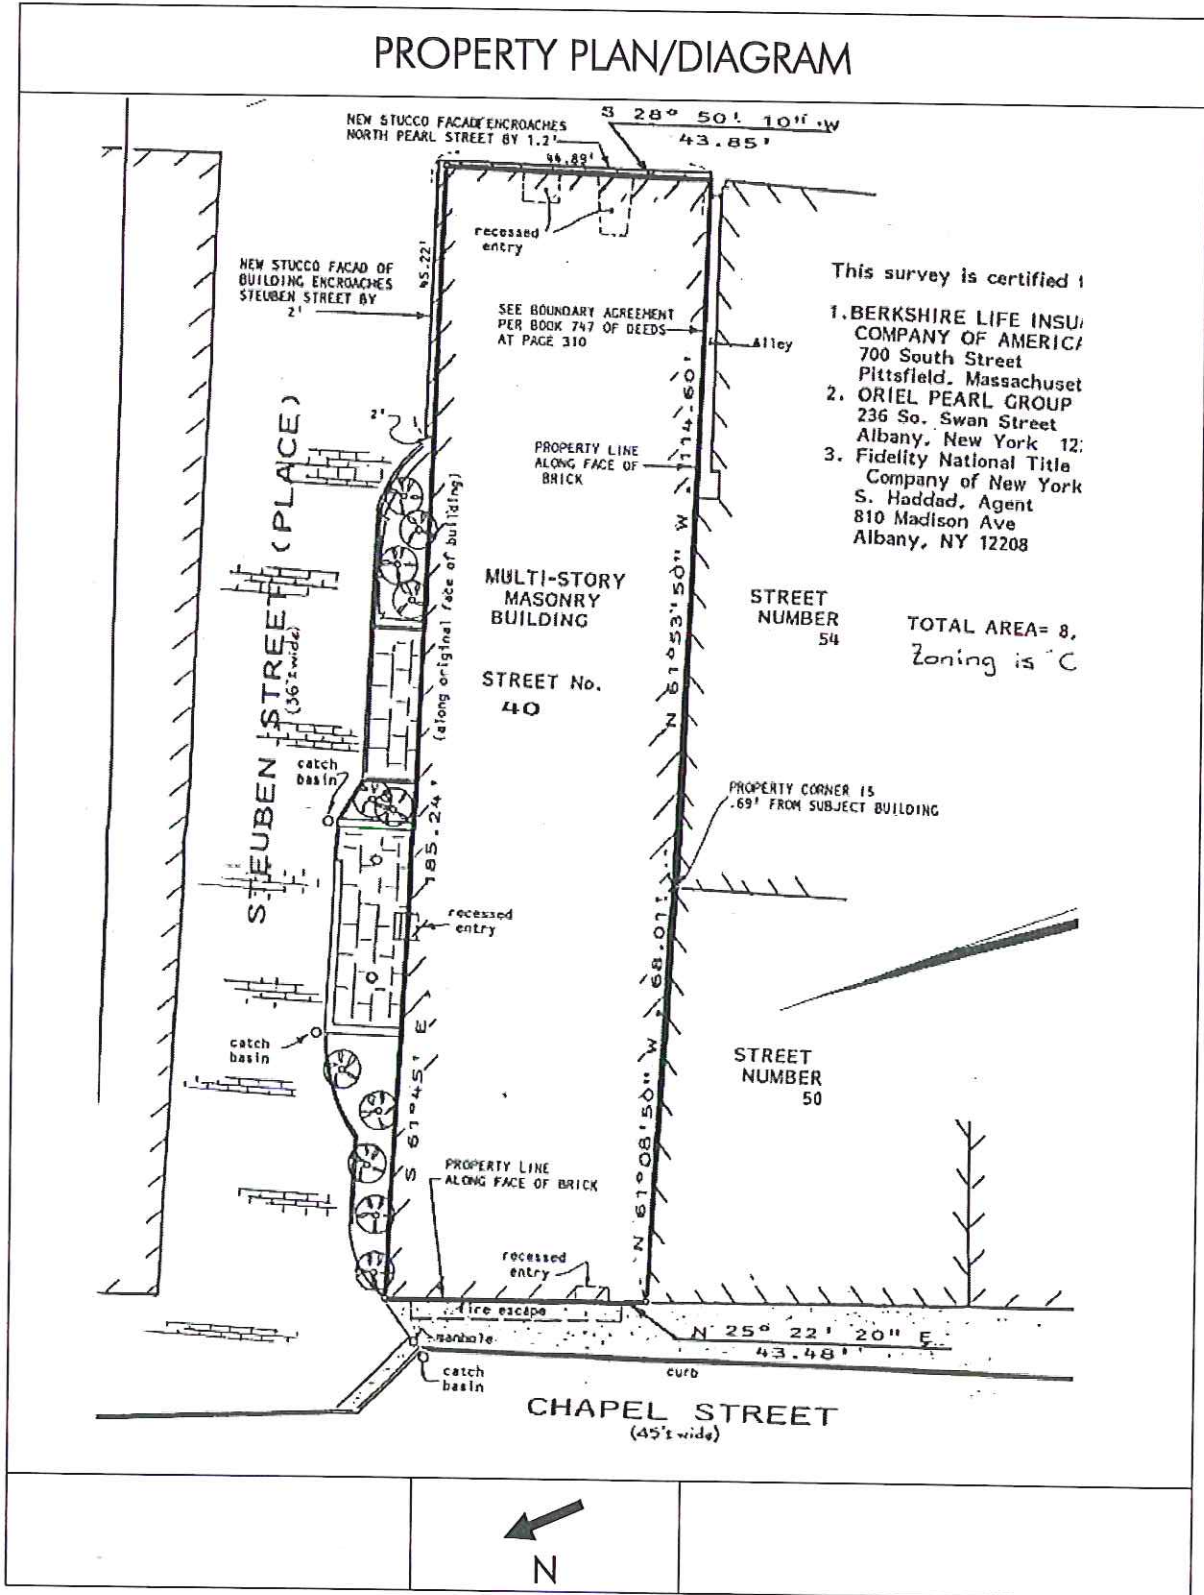 PROPERTY PLAN/DIAGRAM
NEW STUCCO FACADE ENCROACHES
NORTH PEARL STREET BY 1.2'
S 28° 50' 10" W
43.85'
44.89'
recessed
entry
45.22'
NEW STUCCO FACAD OF
BUILDING ENCROACHES
STEUBEN STREET BY
2'
SEE BOUNDARY AGREEMENT
PER BOOK 747 OF DEEDS
AT PAGE 310
Alley
This survey is certified
1. BERKSHIRE LIFE INSU
COMPANY OF AMERICA
700 South Street
Pittsfield, Massachuset
2. ORIEL PEARL GROUP
236 So. Swan Street
Albany, New York 12
3. Fidelity National Title
Company of New York
S. Haddad, Agent
810 Madison Ave
Albany, NY 12208
2'
PROPERTY LINE
ALONG FACE OF
BRICK
N 61°53'50" W 114.60'
STEUBEN STREET (PLACE)
(36'± wide)
(along original face of building)
MULTI-STORY
MASONRY
BUILDING
STREET No.
40
STREET
NUMBER
54
TOTAL AREA= 8,
Zoning is "C
catch
basin
PROPERTY CORNER IS
.69' FROM SUBJECT BUILDING
S 61°45' E 185.24'
recessed
entry
N 61°08'50" W 68.07'
catch
basin
STREET
NUMBER
50
PROPERTY LINE
ALONG FACE OF BRICK
recessed
entry
fire escape
manhole
N 25° 22' 20" E
43.48'
catch
basin
curb
CHAPEL STREET
(45'± wide)
N